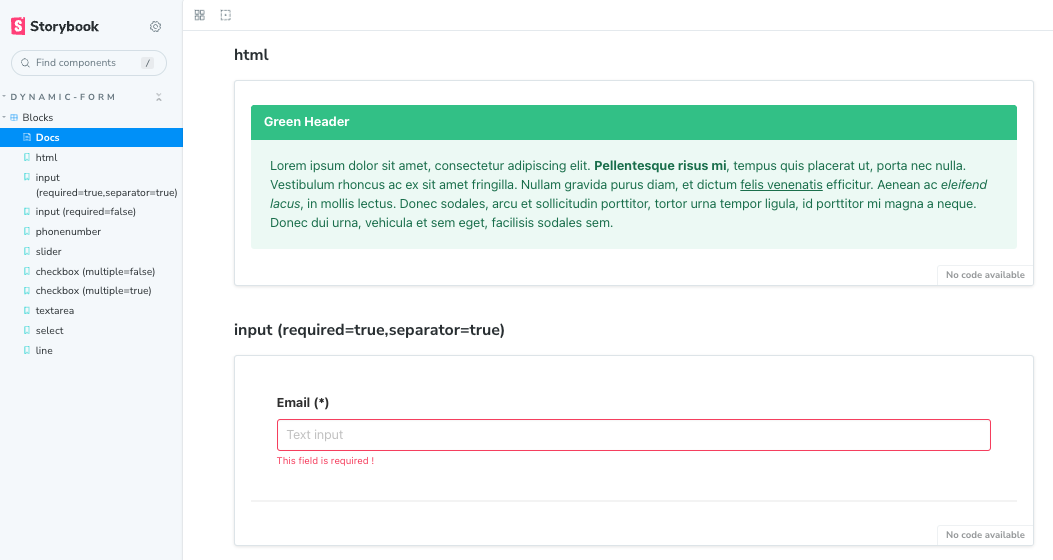 Storybook
Find components
/
DYNAMIC-FORM
Blocks
Docs
html
input
(required=true,separator=true)
input (required=false)
phonenumber
slider
checkbox (multiple=false)
checkbox (multiple=true)
textarea
select
line
html
Green Header
Lorem ipsum dolor sit amet, consectetur adipiscing elit. Pellentesque risus mi, tempus quis placerat ut, porta nec nulla.
Vestibulum rhoncus ac ex sit amet fringilla. Nullam gravida purus diam, et dictum felis venenatis efficitur. Aenean ac eleifend
lacus, in mollis lectus. Donec sodales, arcu et sollicitudin porttitor, tortor urna tempor ligula, id porttitor mi magna a neque.
Donec dui urna, vehicula et sem eget, facilisis sodales sem.
No code available
input (required=true,separator=true)
Email (*)
Text input
This field is required !
No code available